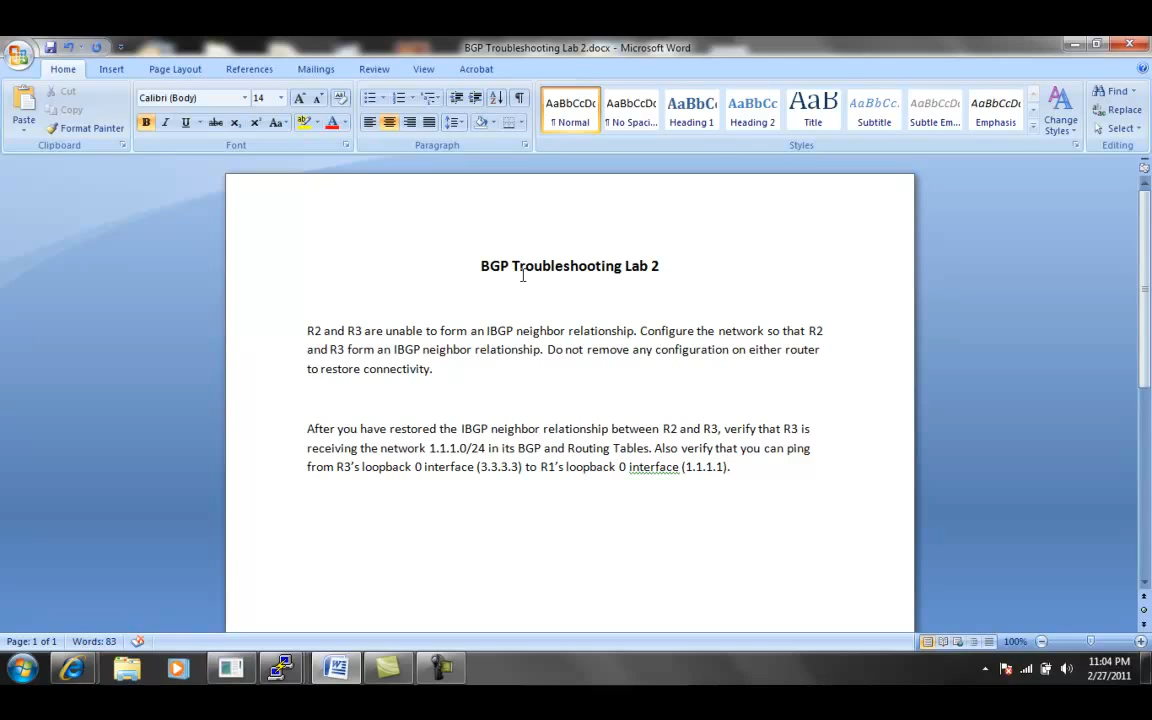 BGP Troubleshooting Lab 2.docx - Microsoft Word
Home Insert Page Layout References Mailings Review View Acrobat
Paste Cut Copy Format Painter
Calibri (Body) 14
AaBbCcDc AaBbCcDc AaBbC AaBbCc AaB AaBbCc. AaBbCcDc AaBbCcDc
¶ Normal ¶ No Spaci... Heading 1 Heading 2 Title Subtitle Subtle Em... Emphasis
Change Styles
Find
Replace
Select
Clipboard Font Paragraph Styles Editing
BGP Troubleshooting Lab 2
R2 and R3 are unable to form an IBGP neighbor relationship. Configure the network so that R2
and R3 form an IBGP neighbor relationship. Do not remove any configuration on either router
to restore connectivity.
After you have restored the IBGP neighbor relationship between R2 and R3, verify that R3 is
receiving the network 1.1.1.0/24 in its BGP and Routing Tables. Also verify that you can ping
from R3's loopback 0 interface (3.3.3.3) to R1's loopback 0 interface (1.1.1.1).
Page: 1 of 1 Words: 83 100%
11:04 PM
2/27/2011